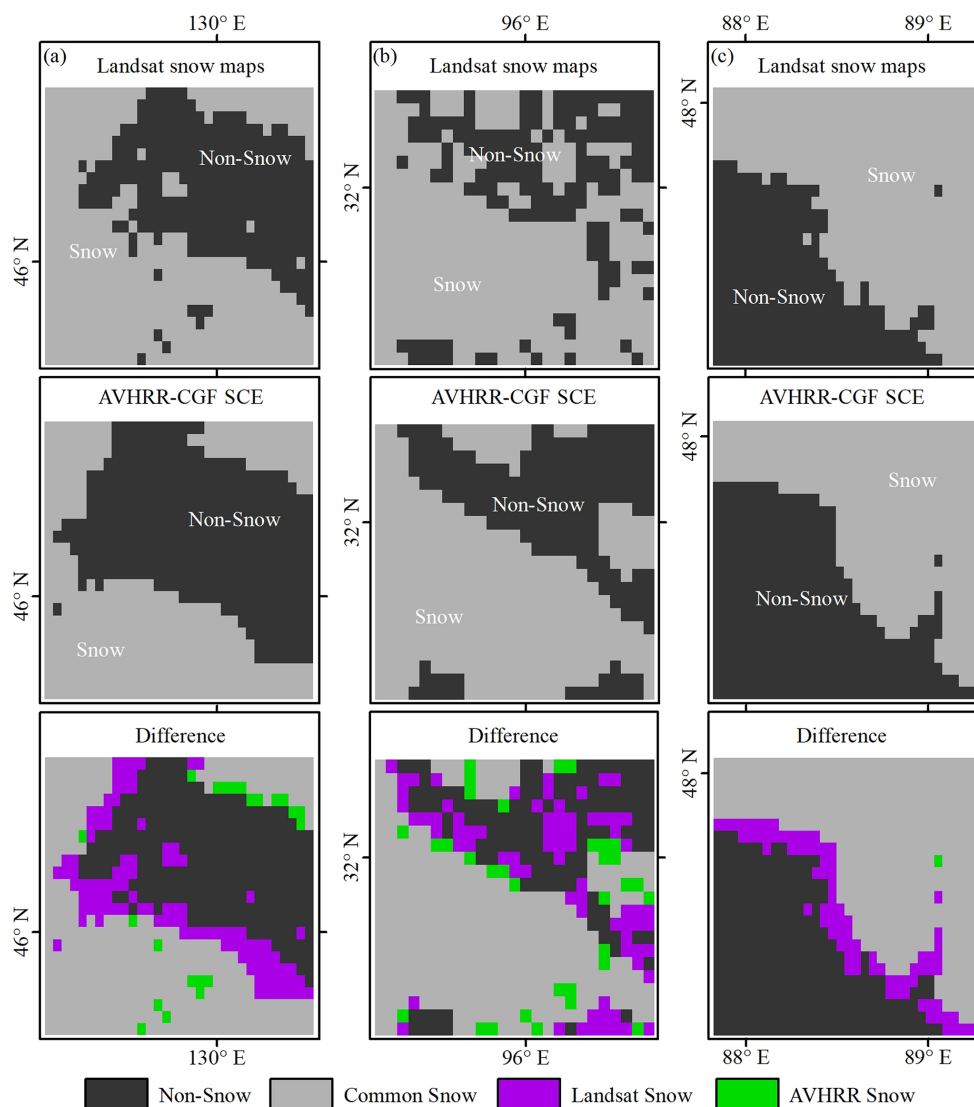 130° E 96° E 88° E 89° E
(a) (b) (c)
Landsat snow maps Landsat snow maps Landsat snow maps
48° N
Non-Snow Non-Snow
Snow
32° N
Snow
46° N
Snow
Non-Snow
AVHRR-CGF SCE AVHRR-CGF SCE AVHRR-CGF SCE
48° N
Snow
Non-Snow Non-Snow
32° N
46° N
Non-Snow
Snow
Snow
Difference Difference Difference
48° N
32° N
46° N
130° E 96° E 88° E 89° E
Non-Snow Common Snow Landsat Snow AVHRR Snow